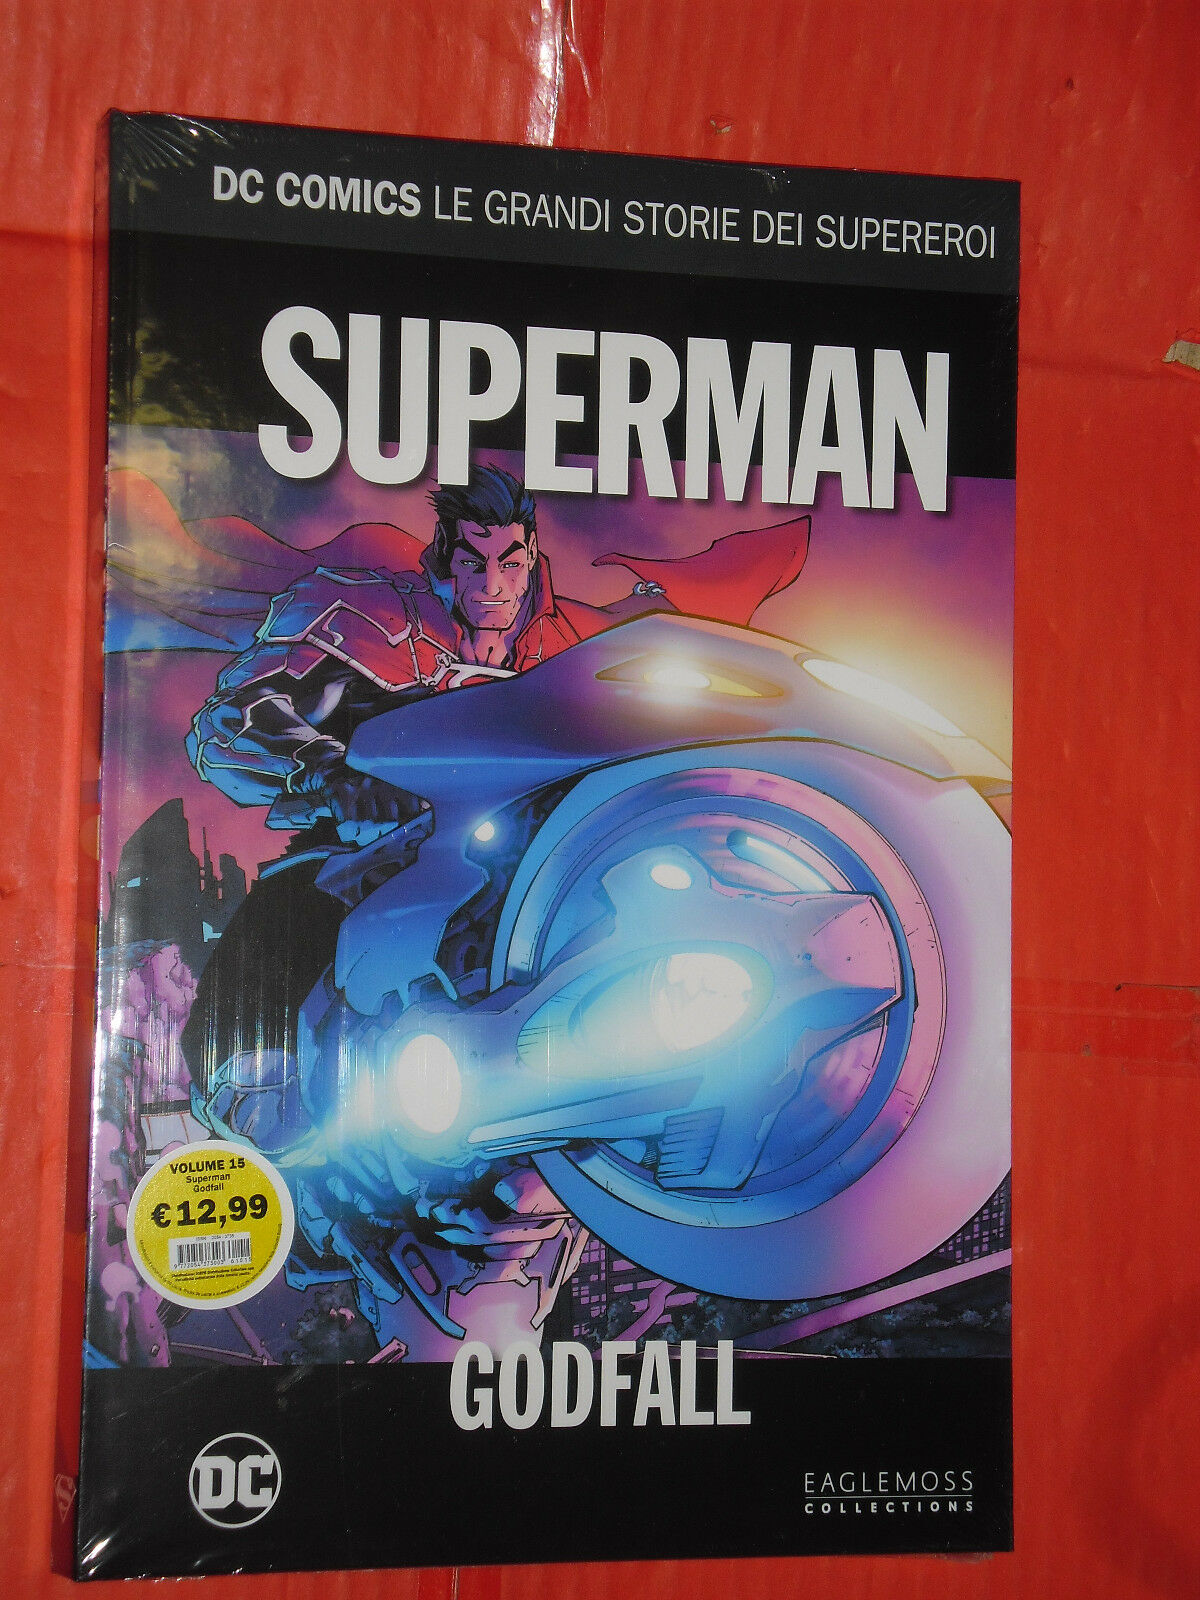 DC COMICS LE GRANDI STORIE DEI SUPEREROI
SUPERMAN
VOLUME 15
Superman
Godfall
€ 12,99
GODFALL
DC
EAGLEMOSS
COLLECTIONS